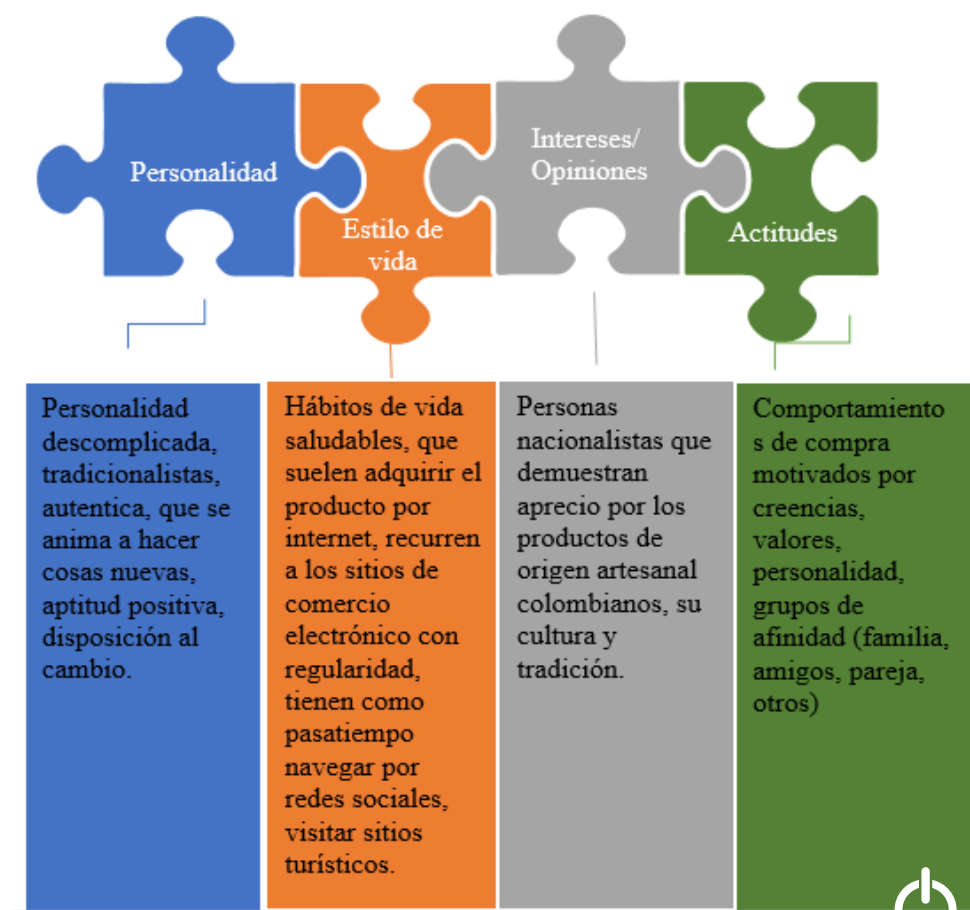 Personalidad
Estilo de
vida
Intereses/
Opiniones
Actitudes
Personalidad
descomplicada,
tradicionalistas,
autentica, que se
anima a hacer
cosas nuevas,
aptitud positiva,
disposición al
cambio.
Hábitos de vida
saludables, que
suelen adquirir el
producto por
internet, recurren
a los sitios de
comercio
electrónico con
regularidad,
tienen como
pasatiempo
navegar por
redes sociales,
visitar sitios
turísticos.
Personas
nacionalistas que
demuestran
aprecio por los
productos de
origen artesanal
colombianos, su
cultura y
tradición.
Comportamiento
s de compra
motivados por
creencias,
valores,
personalidad,
grupos de
afinidad (familia,
amigos, pareja,
otros)